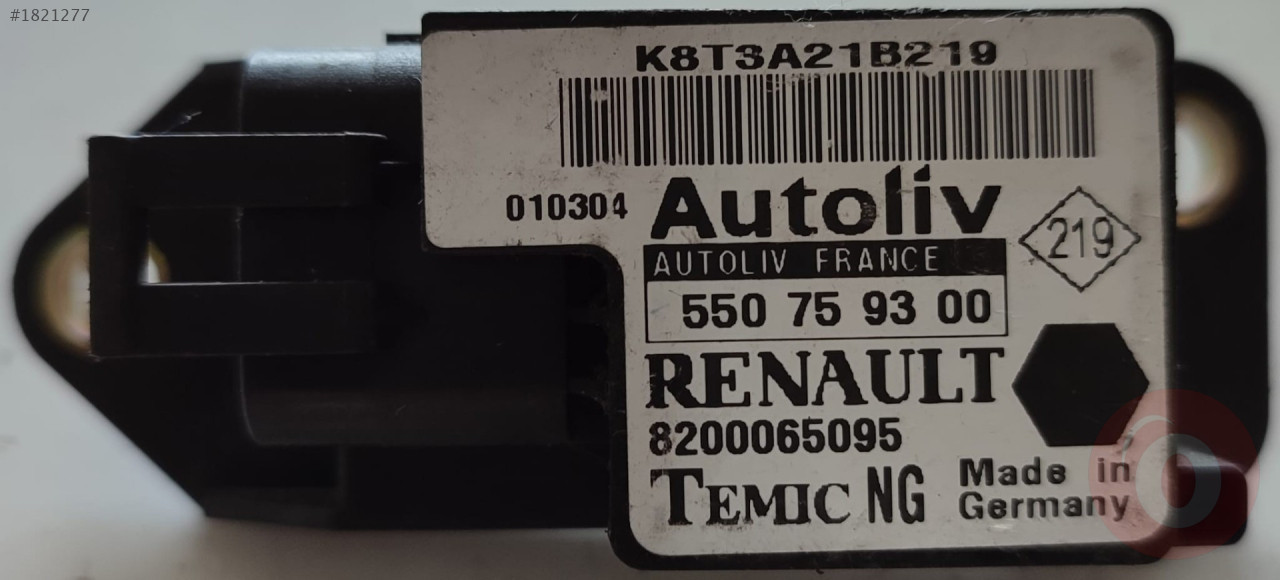 #1821277
K8T3A21B219
010304
Autoliv
219
AUTOLIV FRANCE
550 75 93 00
RENAULT
8200065095
TEMIC NG
Made in
Germany